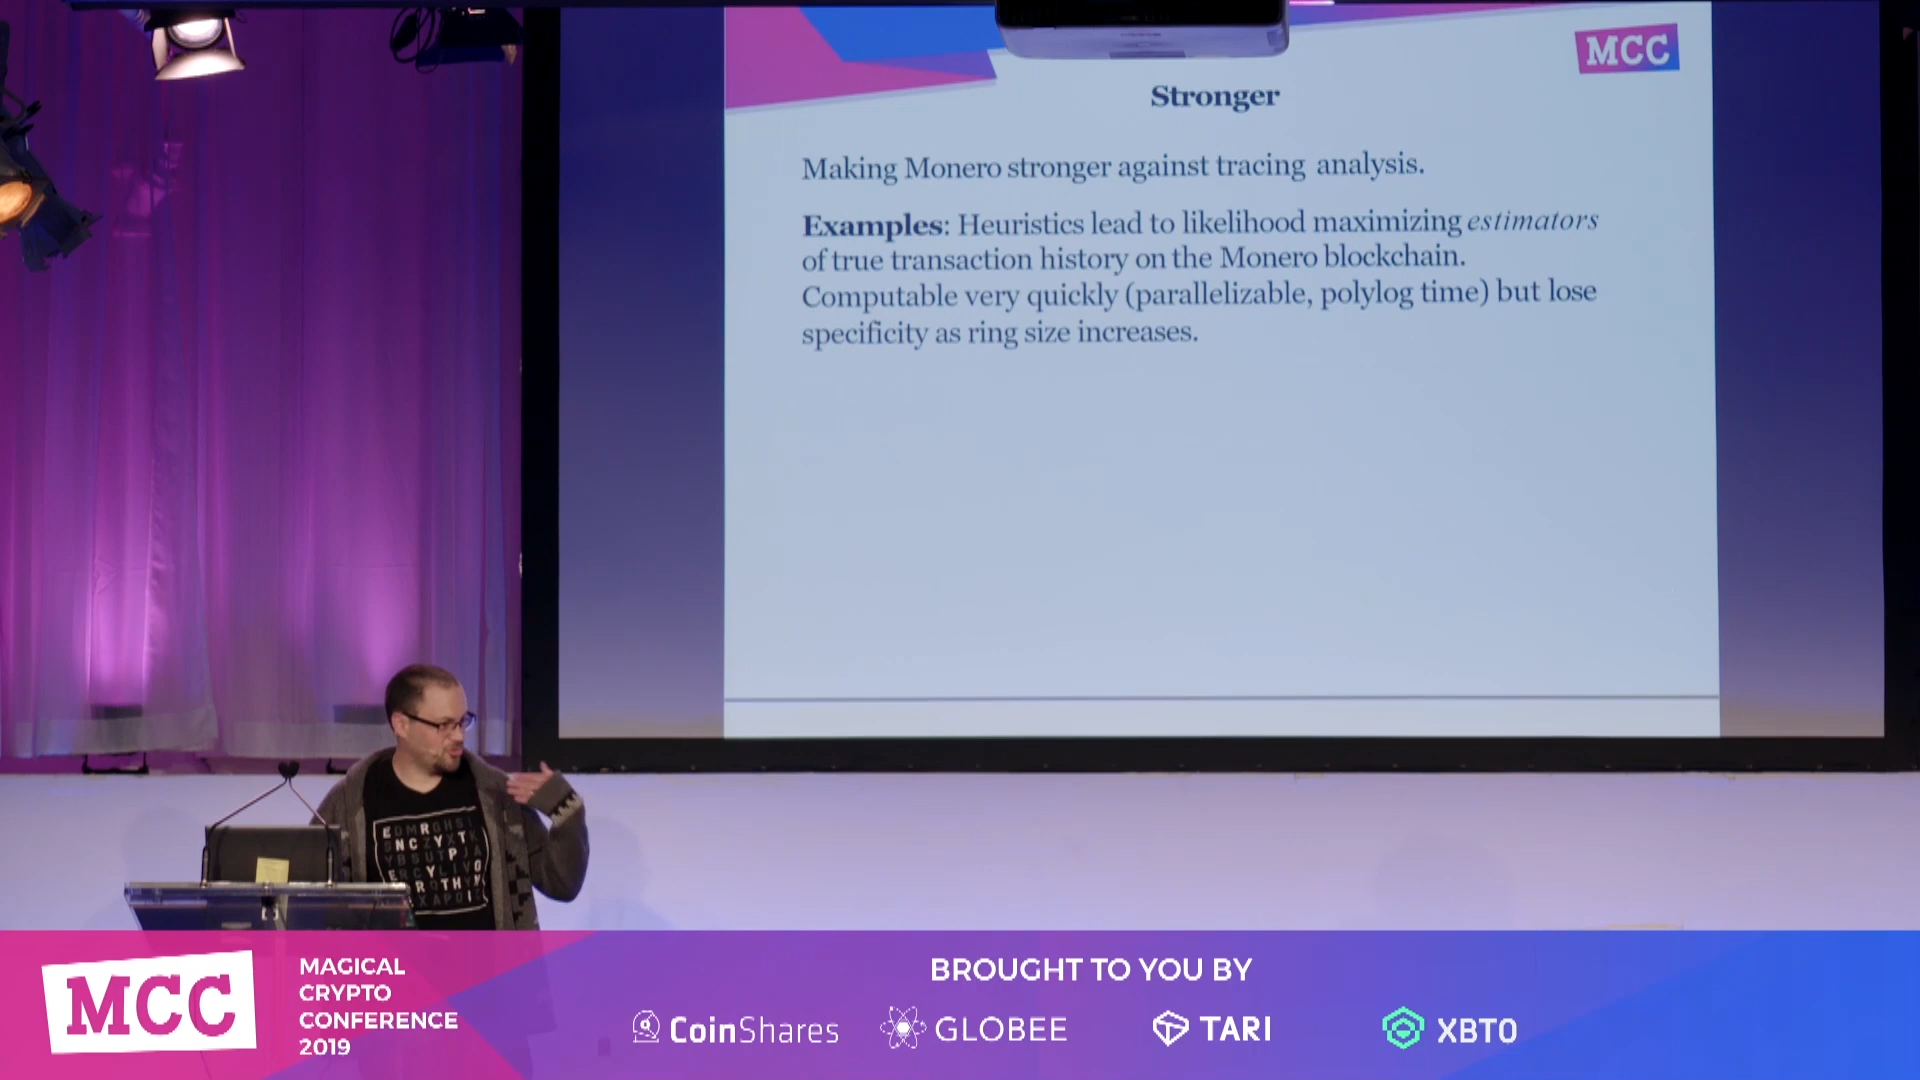 MCC
Stronger
Making Monero stronger against tracing analysis.
Examples: Heuristics lead to likelihood maximizing estimators
of true transaction history on the Monero blockchain.
Computable very quickly (parallelizable, polylog time) but lose
specificity as ring size increases.
MCC
MAGICAL
CRYPTO
CONFERENCE
2019
BROUGHT TO YOU BY
CoinShares
GLOBEE
TARI
XBTO